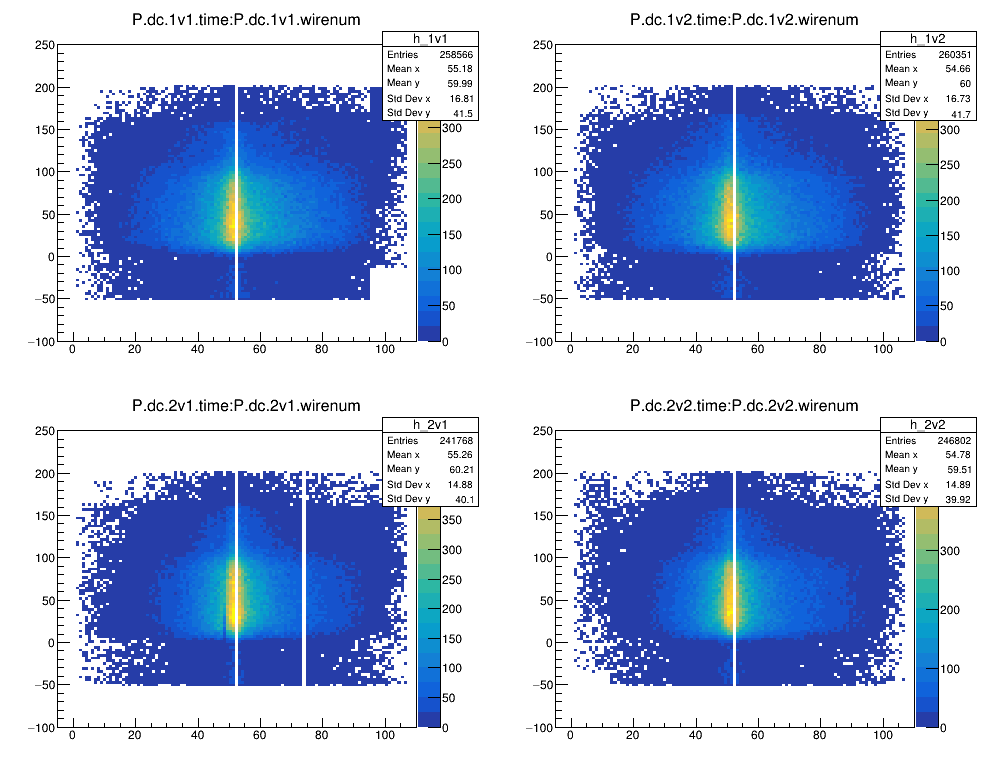 P.dc.1v1.time:P.dc.1v1.wirenum
h_1v1
Entries 258566
Mean x 55.18
Mean y 59.99
Std Dev x 16.81
Std Dev y 41.5
250
200
150
100
50
0
−50
−100
0 20 40 60 80 100
300
250
200
150
100
50
0
P.dc.1v2.time:P.dc.1v2.wirenum
h_1v2
Entries 260351
Mean x 54.66
Mean y 60
Std Dev x 16.73
Std Dev y 41.7
250
200
150
100
50
0
−50
−100
0 20 40 60 80 100
300
250
200
150
100
50
0
P.dc.2v1.time:P.dc.2v1.wirenum
h_2v1
Entries 241768
Mean x 55.26
Mean y 60.21
Std Dev x 14.88
Std Dev y 40.1
250
200
150
100
50
0
−50
−100
0 20 40 60 80 100
350
300
250
200
150
100
50
0
P.dc.2v2.time:P.dc.2v2.wirenum
h_2v2
Entries 246802
Mean x 54.78
Mean y 59.51
Std Dev x 14.89
Std Dev y 39.92
250
200
150
100
50
0
−50
−100
0 20 40 60 80 100
300
200
100
0